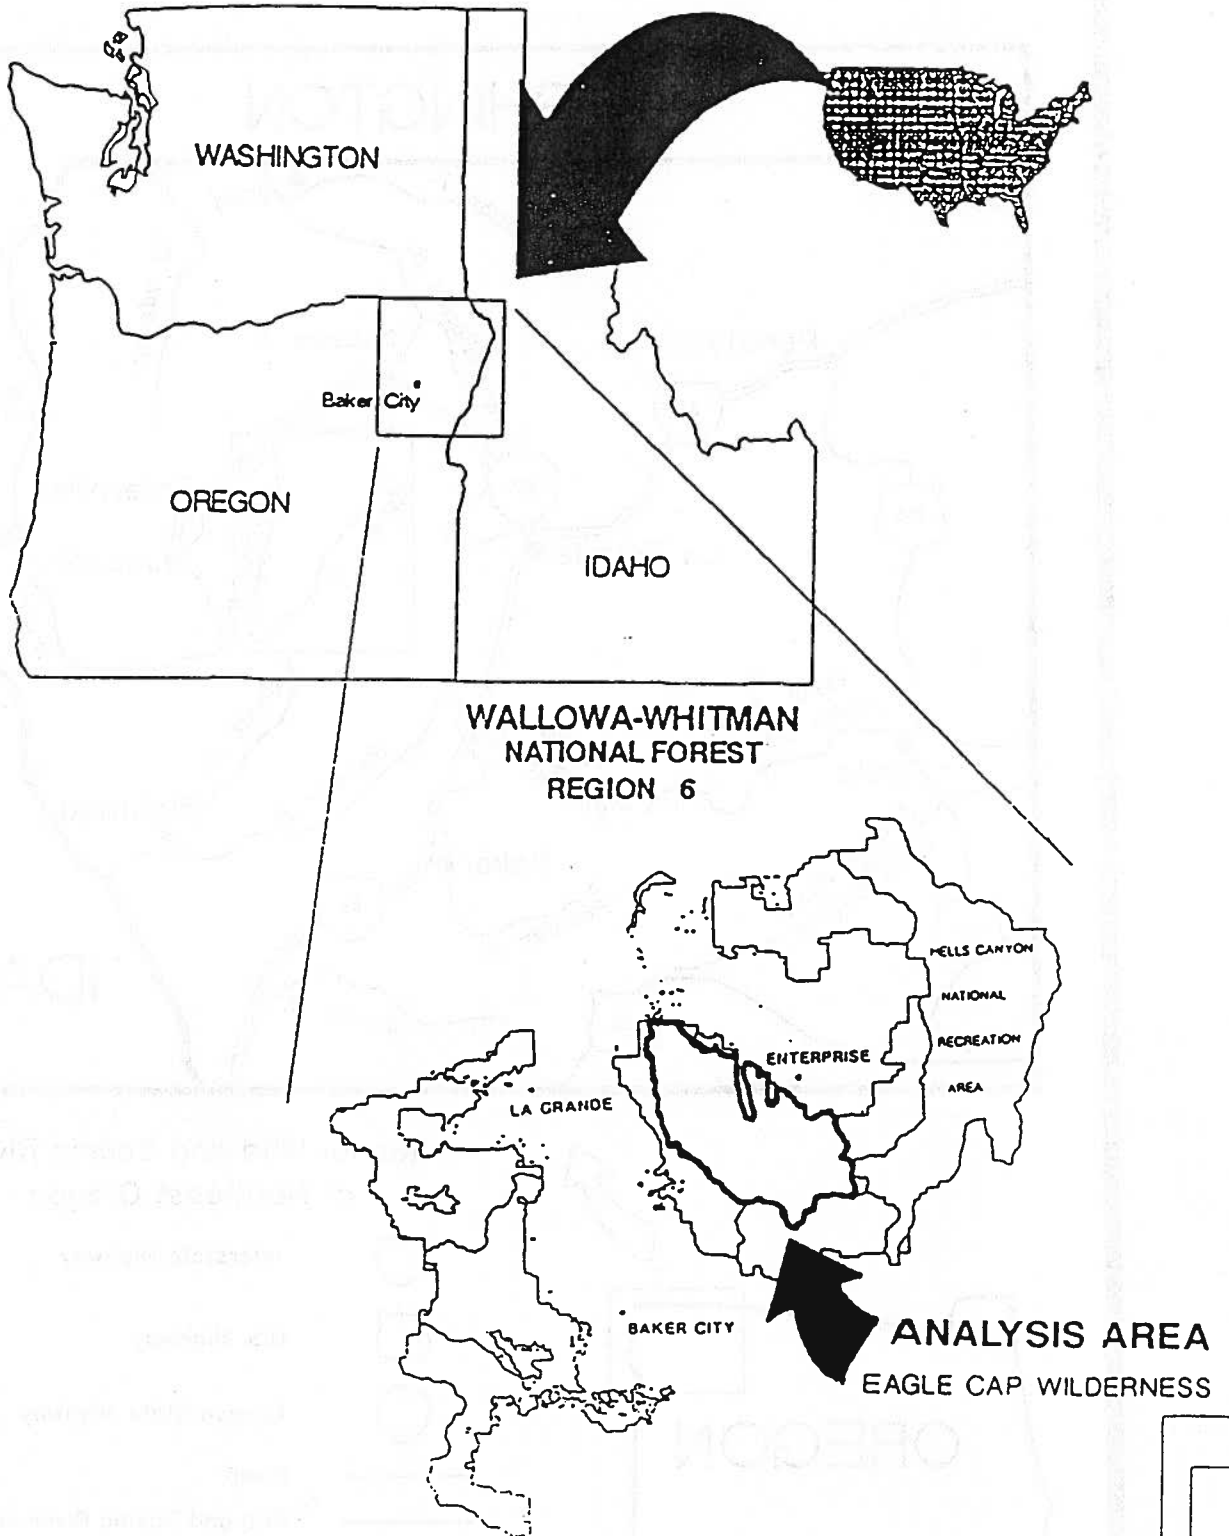 WASHINGTON
Baker City
OREGON
IDAHO
WALLOWA-WHITMAN
NATIONAL FOREST
REGION 6
HELLS CANYON
NATIONAL
RECREATION
AREA
ENTERPRISE
LA GRANDE
BAKER CITY
ANALYSIS AREA
EAGLE CAP WILDERNESS